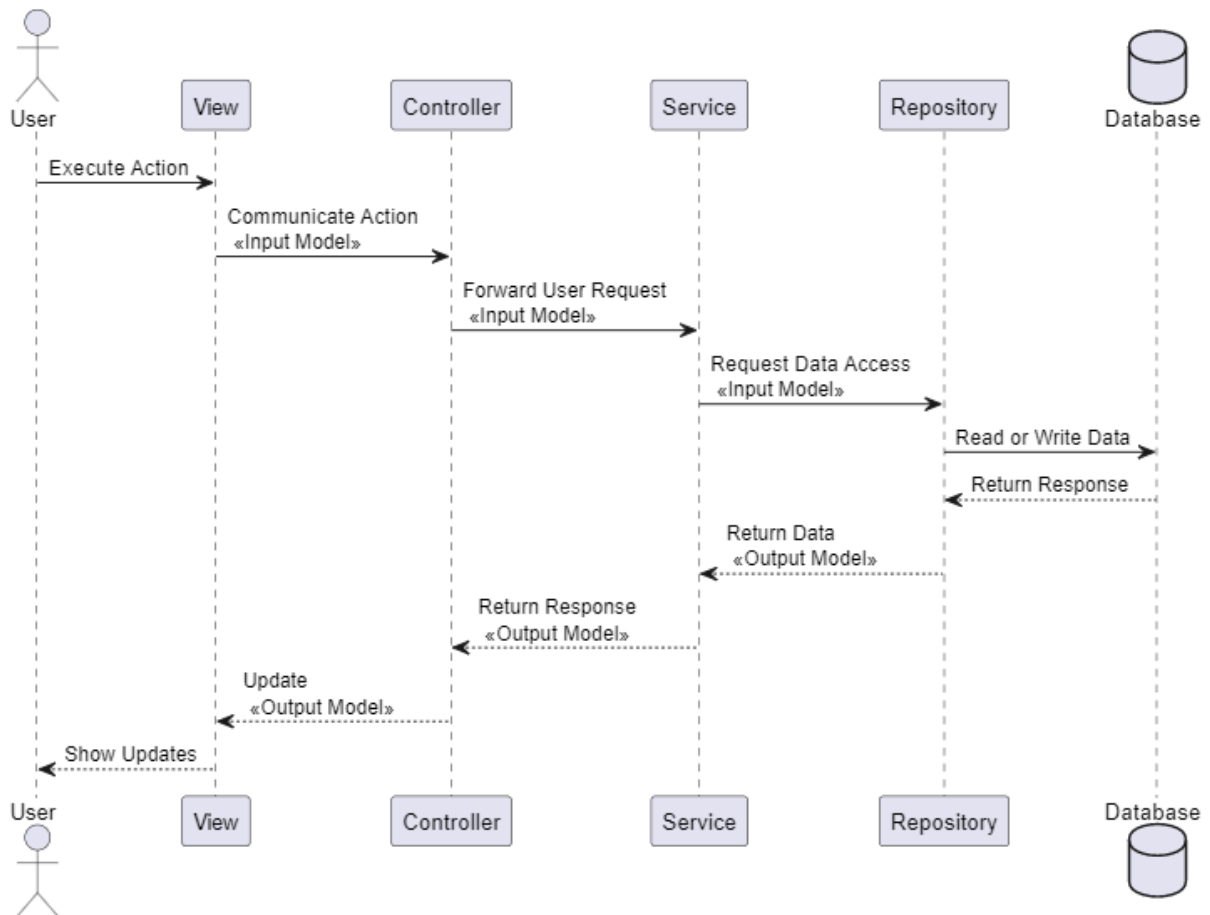 User
View
Controller
Service
Repository
Database
Execute Action
Communicate Action
«Input Model»
Forward User Request
«Input Model»
Request Data Access
«Input Model»
Read or Write Data
Return Response
Return Data
«Output Model»
Return Response
«Output Model»
Update
«Output Model»
Show Updates
User
View
Controller
Service
Repository
Database